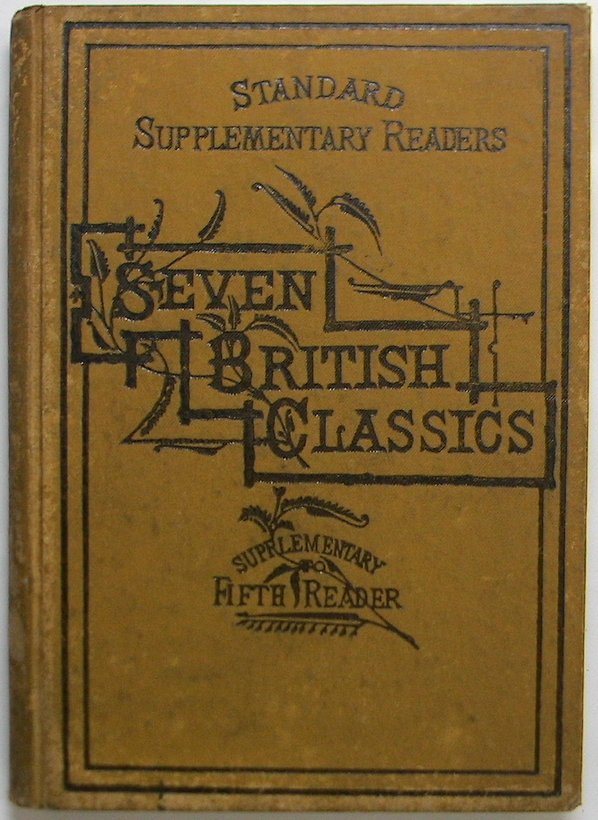 STANDARD
SUPPLEMENTARY READERS
SEVEN
BRITISH
CLASSICS
SUPPLEMENTARY
FIFTH READER